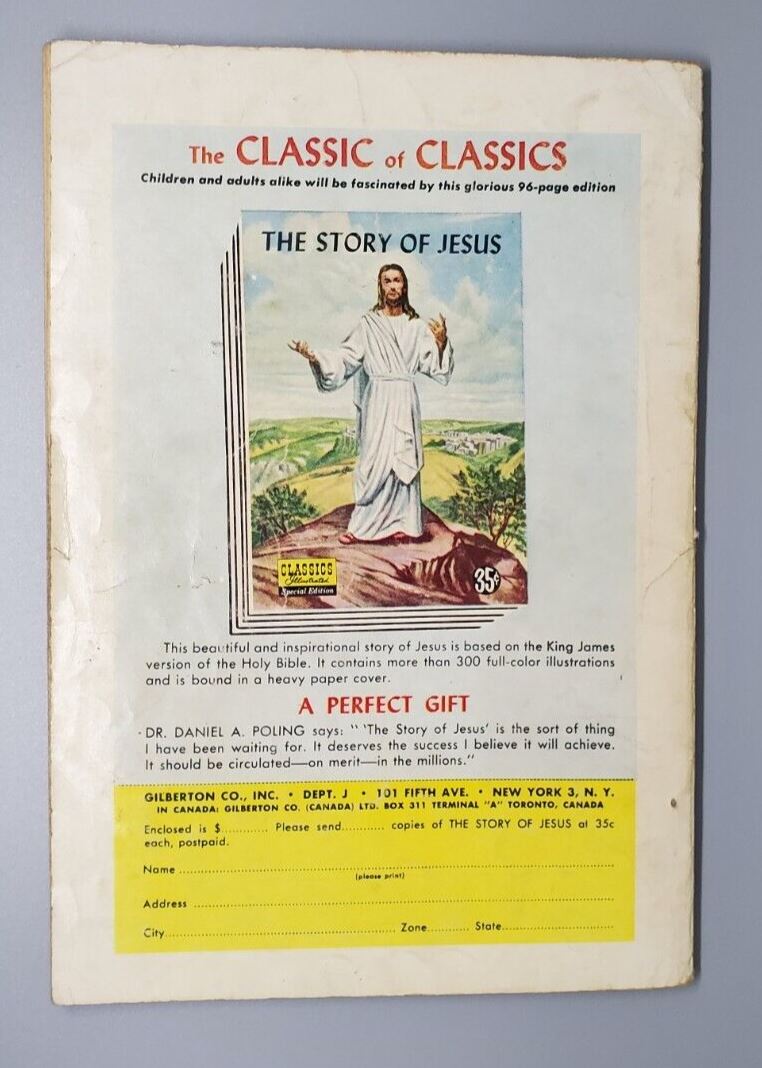 The CLASSIC of CLASSICS
Children and adults alike will be fascinated by this glorious 96-page edition
THE STORY OF JESUS
CLASSICS
Illustrated
Special Edition
35¢
This beautiful and inspirational story of Jesus is based on the King James
version of the Holy Bible. It contains more than 300 full-color illustrations
and is bound in a heavy paper cover.
A PERFECT GIFT
DR. DANIEL A. POLING says: "'The Story of Jesus' is the sort of thing
I have been waiting for. It deserves the success I believe it will achieve.
It should be circulated—on merit—in the millions."
GILBERTON CO., INC. • DEPT. J • 101 FIFTH AVE. • NEW YORK 3, N. Y.
IN CANADA: GILBERTON CO. (CANADA) LTD. BOX 311 TERMINAL "A" TORONTO, CANADA
Enclosed is $............ Please send........... copies of THE STORY OF JESUS at 35c
each, postpaid.
Name ........................................
(please print)
Address ........................................
City........................................ Zone........... State............................